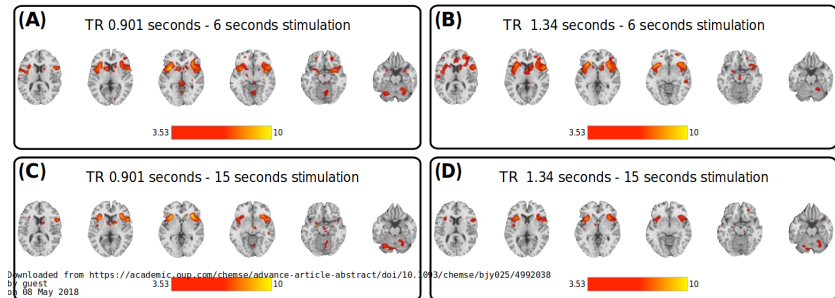 (A) TR 0.901 seconds - 6 seconds stimulation
3.53 10
(B) TR 1.34 seconds - 6 seconds stimulation
3.53 10
(C) TR 0.901 seconds - 15 seconds stimulation
3.53 10
(D) TR 1.34 seconds - 15 seconds stimulation
3.53 10
Downloaded from https://academic.oup.com/chemse/advance-article-abstract/doi/10.1093/chemse/bjy025/4992038
by guest
on 08 May 2018